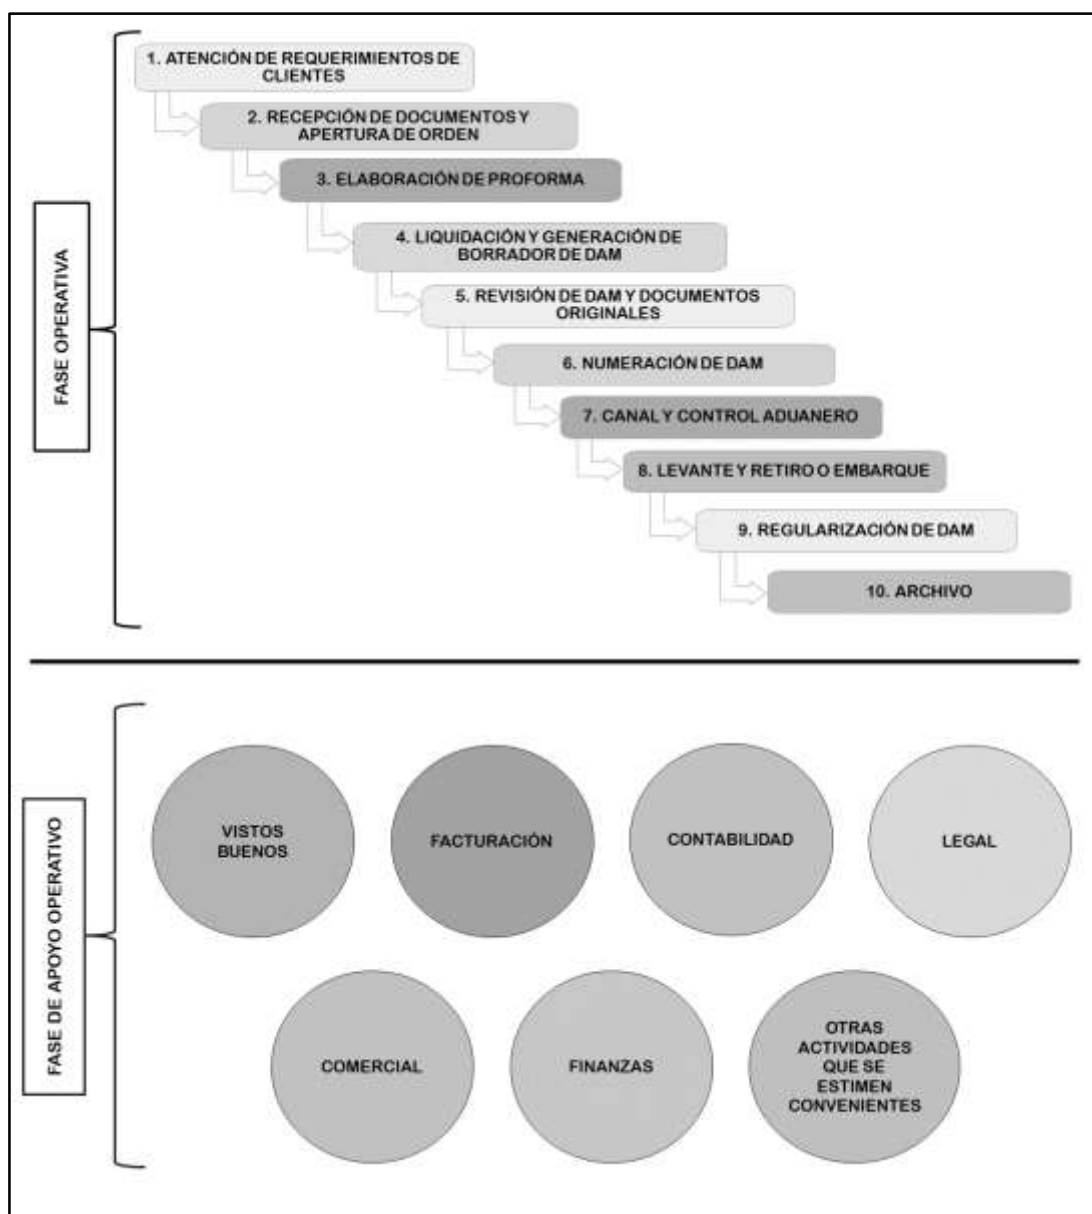 FASE OPERATIVA
1. ATENCIÓN DE REQUERIMIENTOS DE
CLIENTES
2. RECEPCIÓN DE DOCUMENTOS Y
APERTURA DE ORDEN
3. ELABORACIÓN DE PROFORMA
4. LIQUIDACIÓN Y GENERACIÓN DE
BORRADOR DE DAM
5. REVISIÓN DE DAM Y DOCUMENTOS
ORIGINALES
6. NUMERACIÓN DE DAM
7. CANAL Y CONTROL ADUANERO
8. LEVANTE Y RETIRO O EMBARQUE
9. REGULARIZACIÓN DE DAM
10. ARCHIVO
FASE DE APOYO OPERATIVO
VISTOS
BUENOS
FACTURACIÓN
CONTABILIDAD
LEGAL
COMERCIAL
FINANZAS
OTRAS
ACTIVIDADES
QUE SE
ESTIMEN
CONVENIENTES